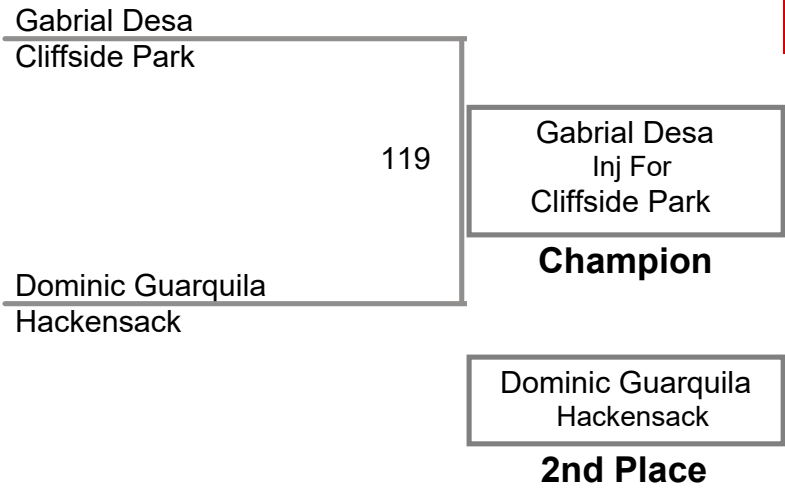 Gabrial Desa
Cliffside Park
119
Gabrial Desa
Inj For
Cliffside Park
Champion
Dominic Guarquila
Hackensack
Dominic Guarquila
Hackensack
2nd Place